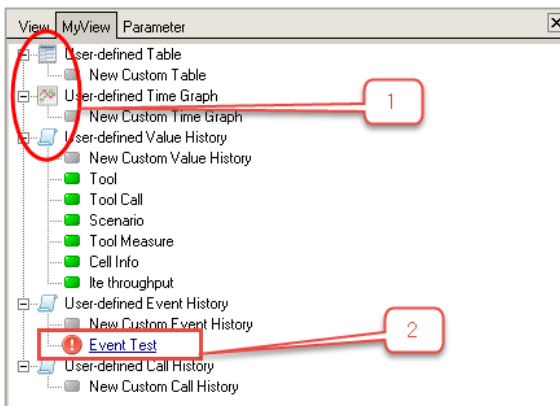 View MyView Parameter
User-defined Table
New Custom Table
User-defined Time Graph
New Custom Time Graph
User-defined Value History
New Custom Value History
Tool
Tool Call
Scenario
Tool Measure
Cell Info
lte throughput
User-defined Event History
New Custom Event History
Event Test
User-defined Call History
New Custom Call History
1
2